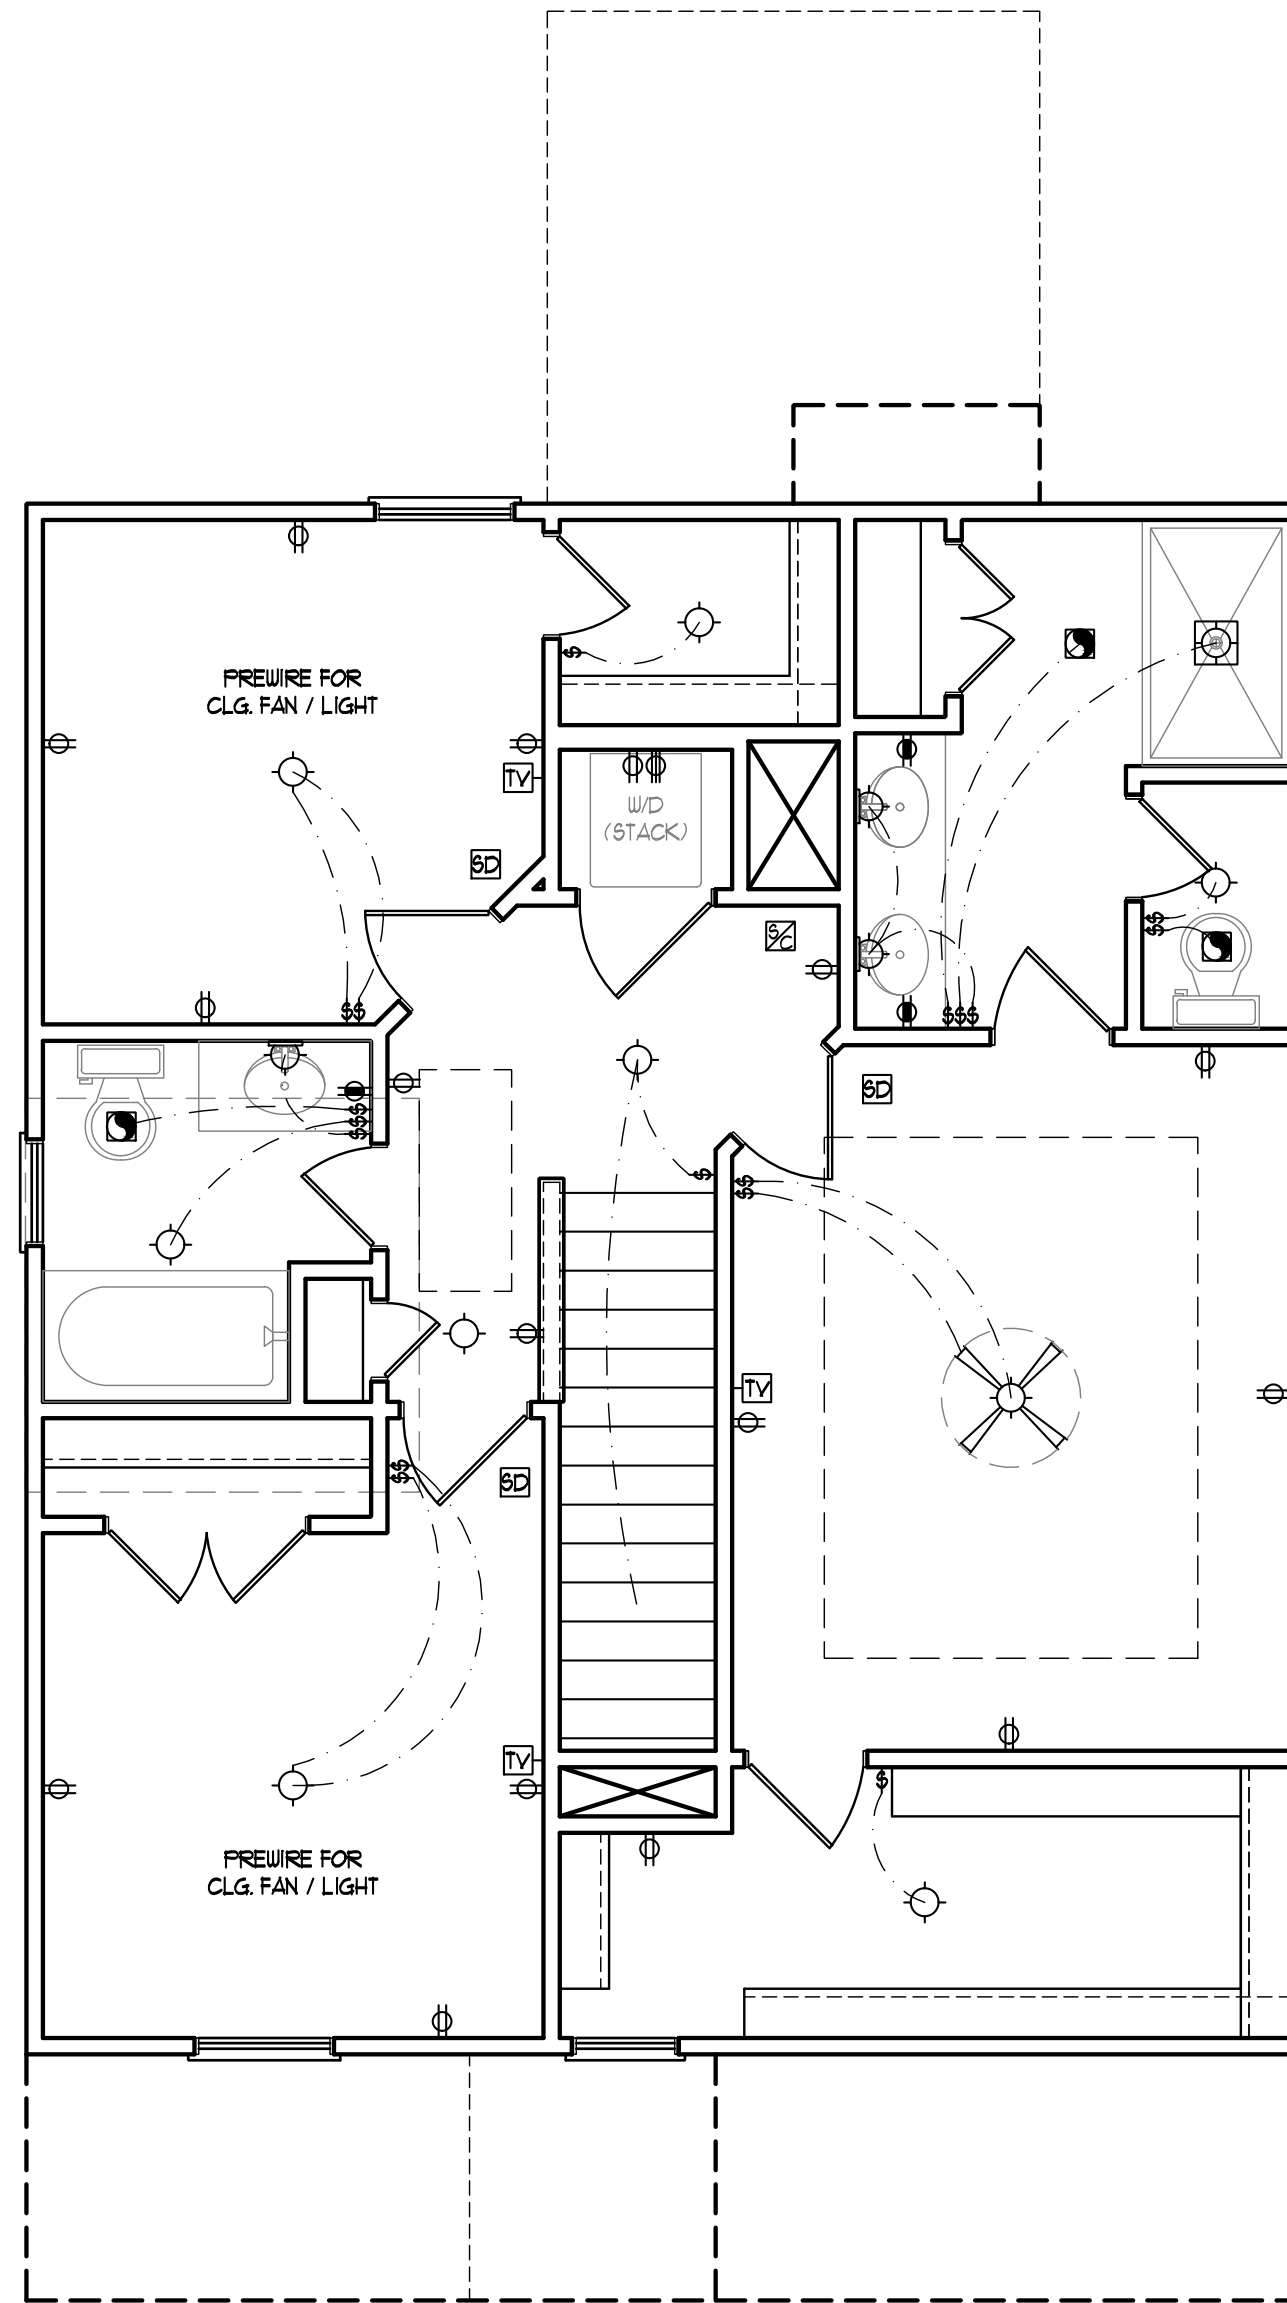 PREWIRE FOR
CLG. FAN / LIGHT
$
TV
W/D
(STACK)
SD
S/C
$$
$$
$$$
SD
$$$
$
$$
TV
$$
SD
TV
$
PREWIRE FOR
CLG. FAN / LIGHT